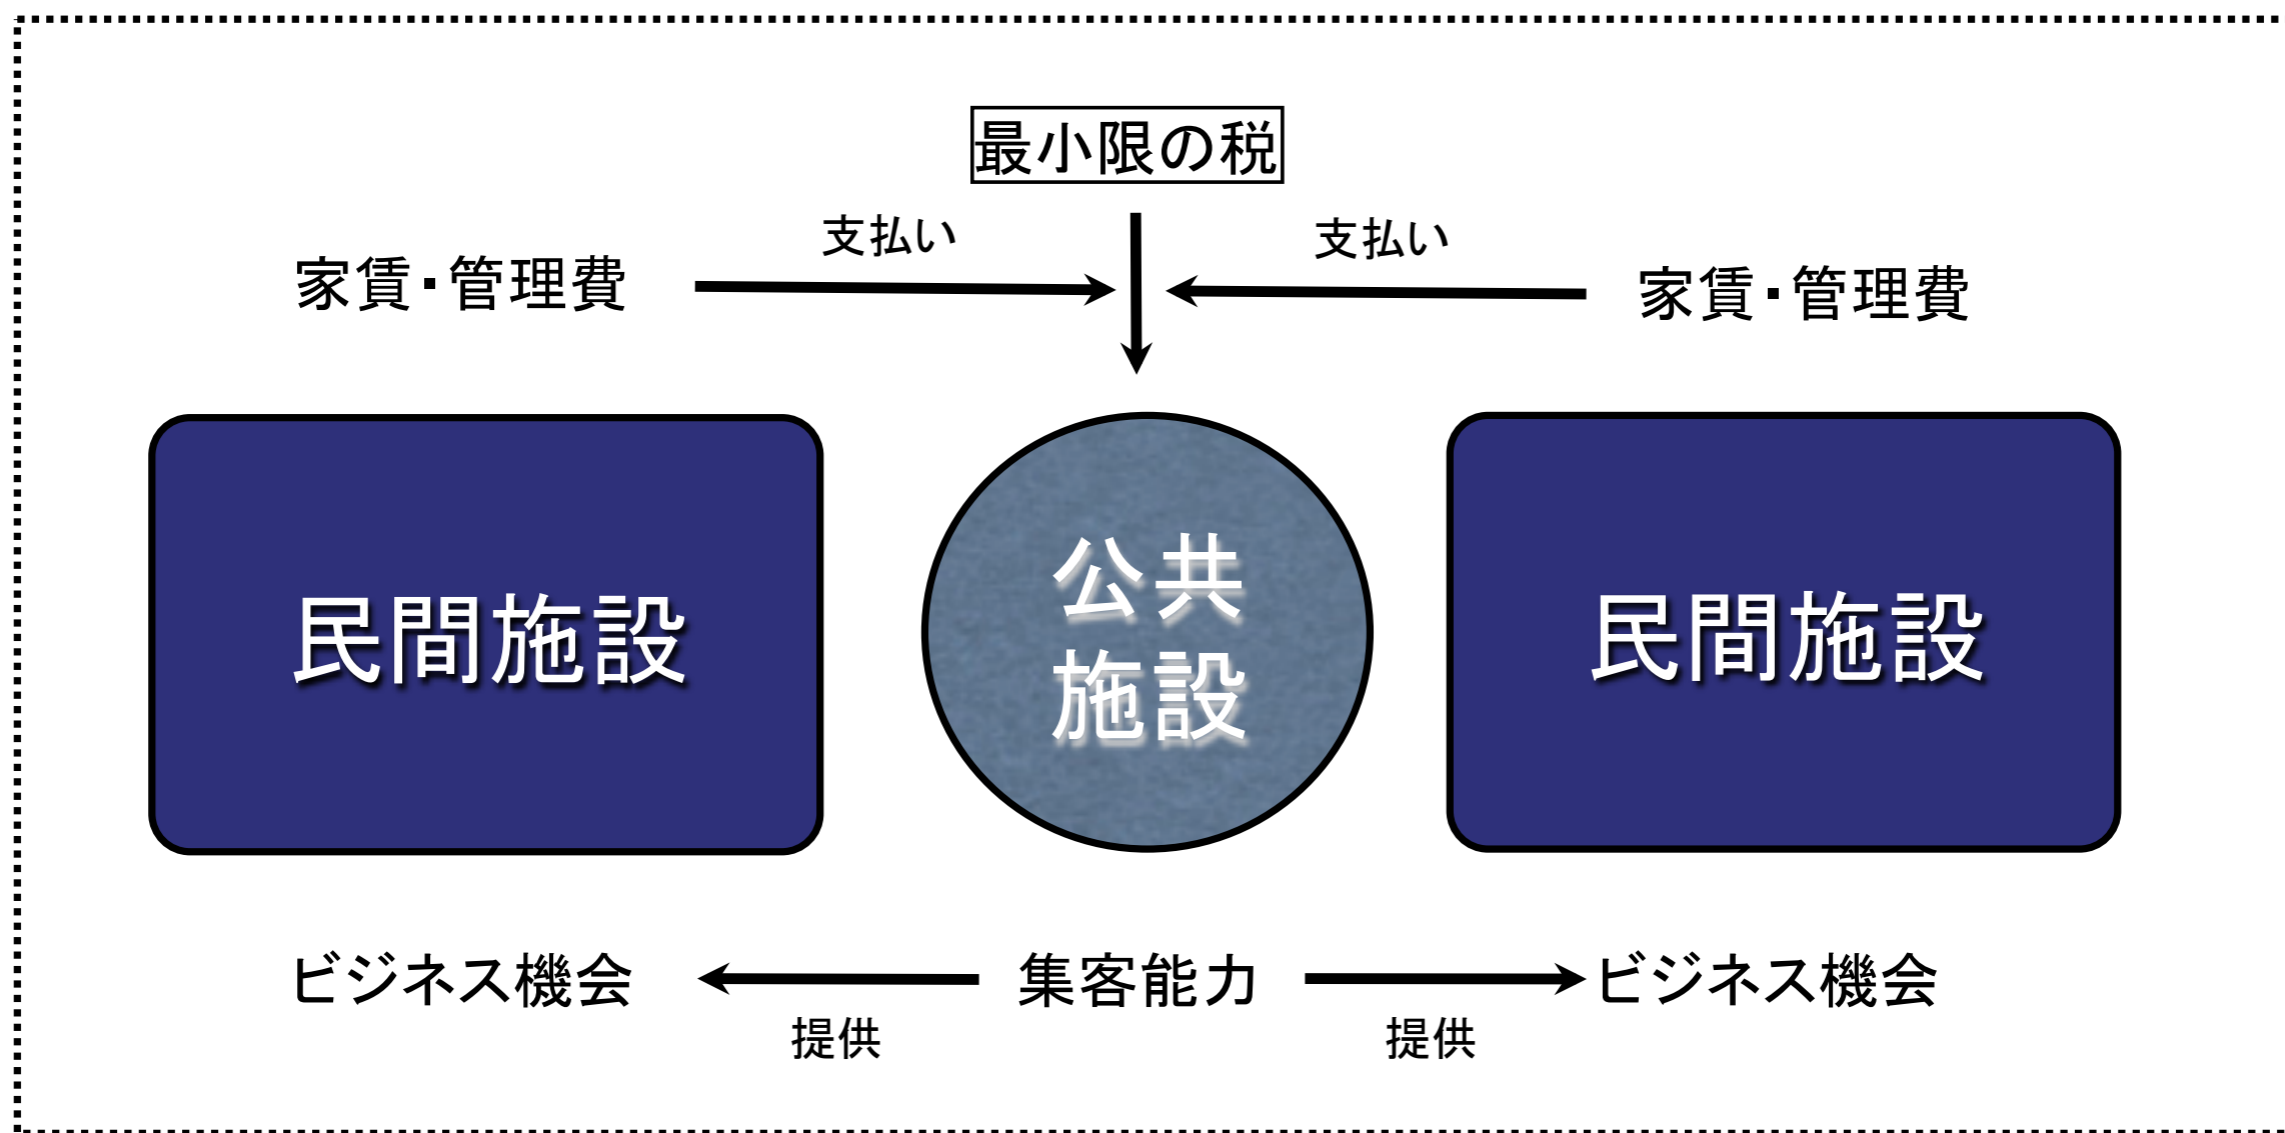 最小限の税
支払い
支払い
家賃・管理費
家賃・管理費
民間施設
公共
施設
民間施設
ビジネス機会
集客能力
ビジネス機会
提供
提供